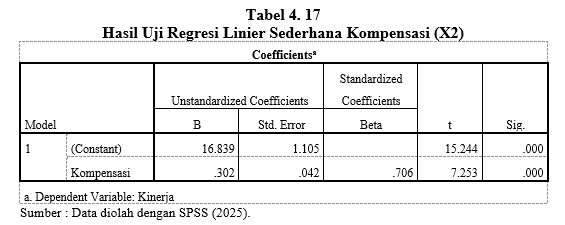 Tabel 4. 17
Hasil Uji Regresi Linier Sederhana Kompensasi (X2)
Coefficientsᵃ
Model Unstandardized Coefficients Standardized Coefficients t Sig.
B Std. Error Beta
1 (Constant) 16.839 1.105 15.244 .000
Kompensasi .302 .042 .706 7.253 .000
a. Dependent Variable: Kinerja
Sumber : Data diolah dengan SPSS (2025).